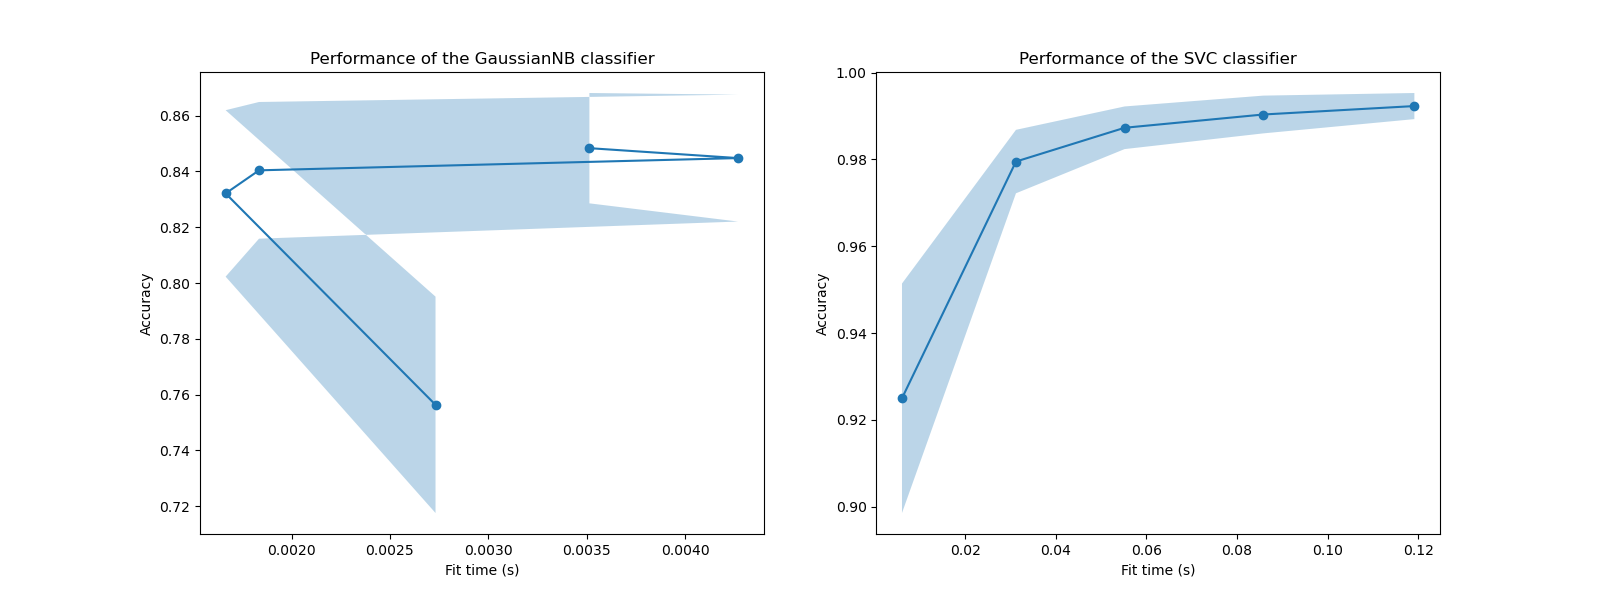 Performance of the GaussianNB classifier
Accuracy
0.86
0.84
0.82
0.80
0.78
0.76
0.74
0.72
0.0020 0.0025 0.0030 0.0035 0.0040
Fit time (s)
Performance of the SVC classifier
Accuracy
1.00
0.98
0.96
0.94
0.92
0.90
0.02 0.04 0.06 0.08 0.10 0.12
Fit time (s)